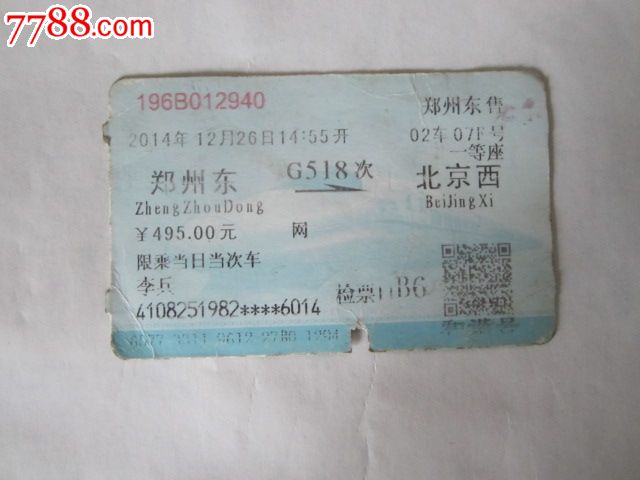 7788.com
196B012940 郑州东售
2014年12月26日14:55开 02车07F号
一等座
郑州东 G518次 北京西
ZhengZhouDong BeiJingXi
￥495.00元 网
限乘当日当次车
李兵 检票口B6
4108251982****6014
和谐号